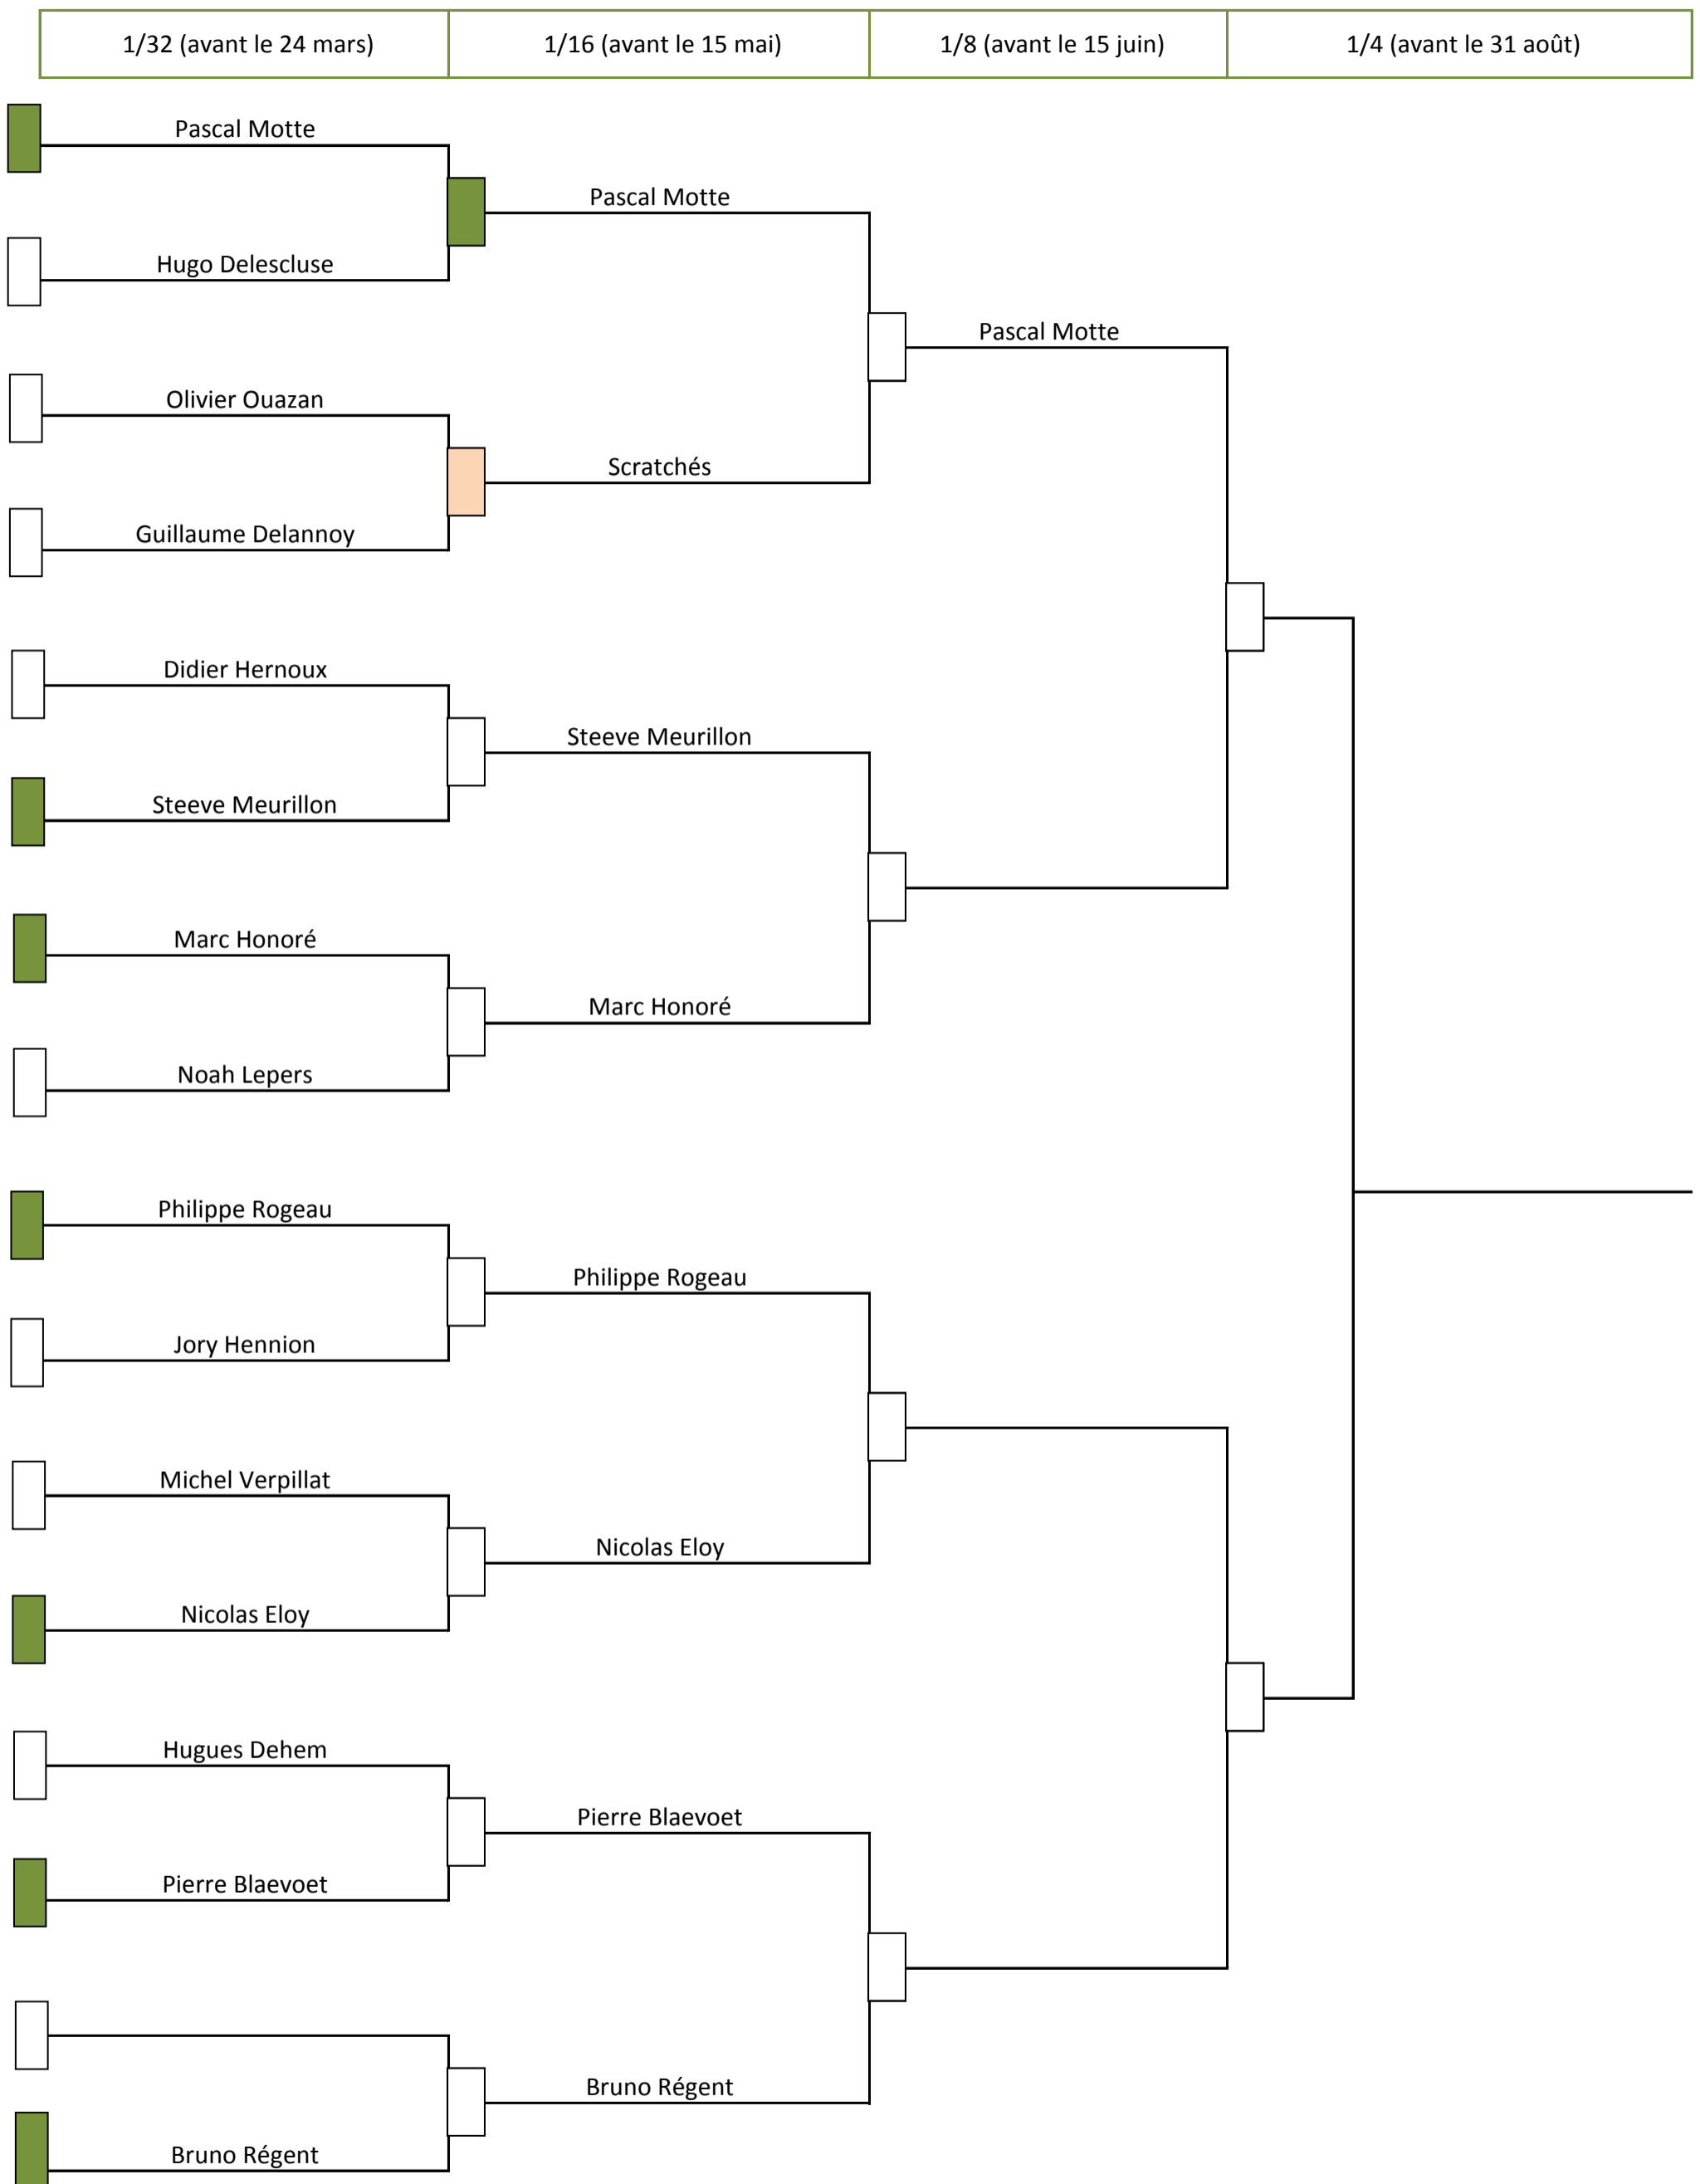 1/32 (avant le 24 mars)
1/16 (avant le 15 mai)
1/8 (avant le 15 juin)
1/4 (avant le 31 août)
Pascal Motte
Pascal Motte
Hugo Delescluse
Pascal Motte
Olivier Ouazan
Scratchés
Guillaume Delannoy
Didier Hernoux
Steeve Meurillon
Steeve Meurillon
Marc Honoré
Marc Honoré
Noah Lepers
Philippe Rogeau
Philippe Rogeau
Jory Hennion
Michel Verpillat
Nicolas Eloy
Nicolas Eloy
Hugues Dehem
Pierre Blaevoet
Pierre Blaevoet
Bruno Régent
Bruno Régent